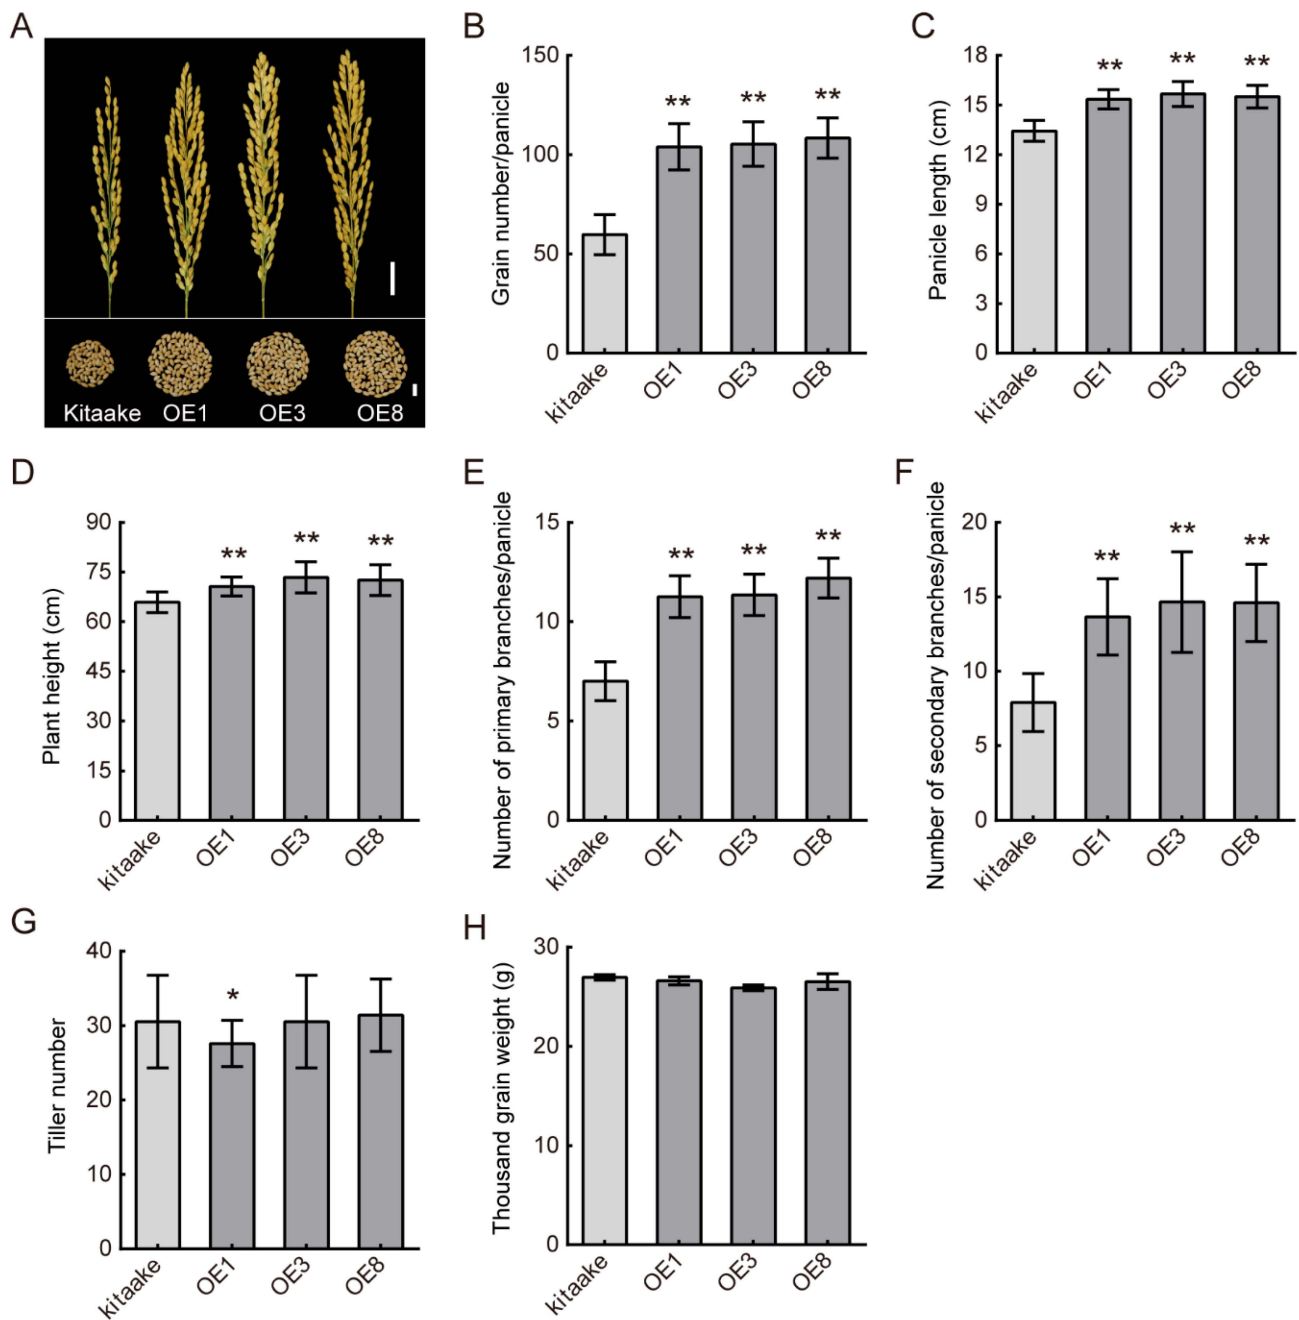 A
Kitaake OE1 OE3 OE8
B
Grain number/panicle
150
100
50
0
**
**
**
kitaake
OE1
OE3
OE8
C
Panicle length (cm)
18
15
12
9
6
3
0
**
**
**
kitaake
OE1
OE3
OE8
D
Plant height (cm)
90
75
60
45
30
15
0
**
**
**
kitaake
OE1
OE3
OE8
E
Number of primary branches/panicle
15
10
5
0
**
**
**
kitaake
OE1
OE3
OE8
F
Number of secondary branches/panicle
20
15
10
5
0
**
**
**
kitaake
OE1
OE3
OE8
G
Tiller number
40
30
20
10
0
*
kitaake
OE1
OE3
OE8
H
Thousand grain weight (g)
30
20
10
0
kitaake
OE1
OE3
OE8